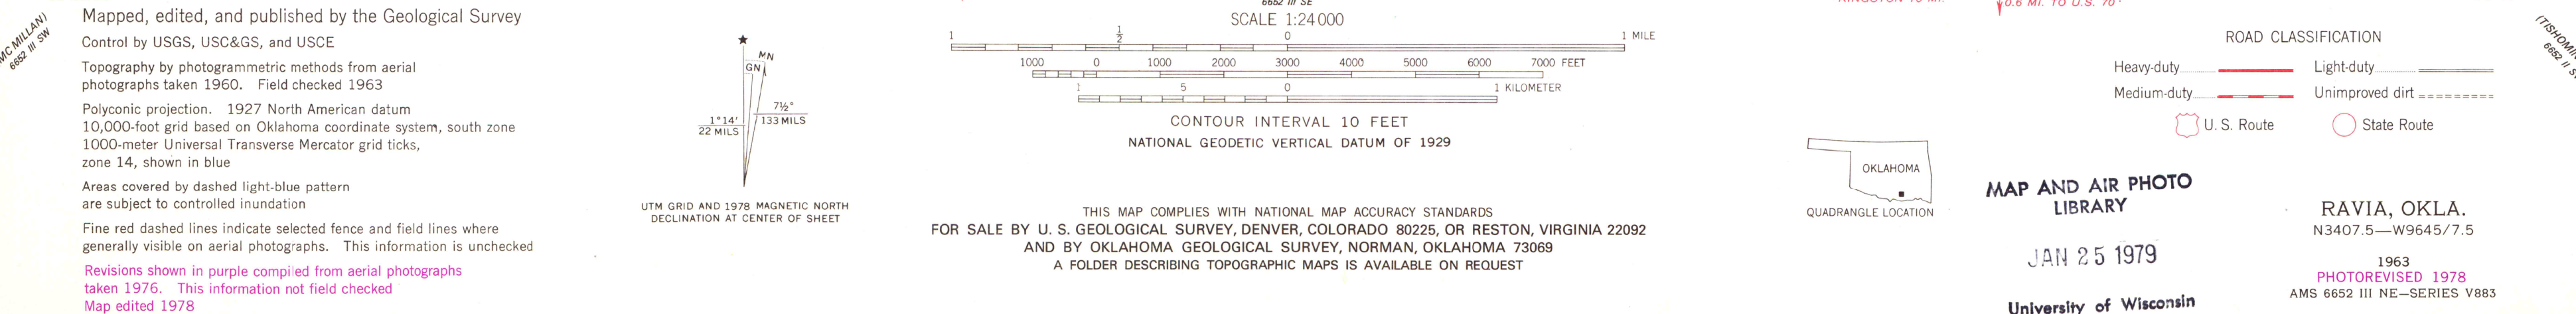 (MC MILLAN)
6652 III SW
Mapped, edited, and published by the Geological Survey
Control by USGS, USC&GS, and USCE
Topography by photogrammetric methods from aerial
photographs taken 1960. Field checked 1963
Polyconic projection. 1927 North American datum
10,000-foot grid based on Oklahoma coordinate system, south zone
1000-meter Universal Transverse Mercator grid ticks,
zone 14, shown in blue
Areas covered by dashed light-blue pattern
are subject to controlled inundation
Fine red dashed lines indicate selected fence and field lines where
generally visible on aerial photographs. This information is unchecked
Revisions shown in purple compiled from aerial photographs
taken 1976. This information not field checked
Map edited 1978
★
MN
GN
1°14'
22 MILS
7½°
133 MILS
UTM GRID AND 1978 MAGNETIC NORTH
DECLINATION AT CENTER OF SHEET
6652 III SE
SCALE 1:24 000
1 ½ 0 1 MILE
1000 0 1000 2000 3000 4000 5000 6000 7000 FEET
1 5 0 1 KILOMETER
CONTOUR INTERVAL 10 FEET
NATIONAL GEODETIC VERTICAL DATUM OF 1929
THIS MAP COMPLIES WITH NATIONAL MAP ACCURACY STANDARDS
FOR SALE BY U. S. GEOLOGICAL SURVEY, DENVER, COLORADO 80225, OR RESTON, VIRGINIA 22092
AND BY OKLAHOMA GEOLOGICAL SURVEY, NORMAN, OKLAHOMA 73069
A FOLDER DESCRIBING TOPOGRAPHIC MAPS IS AVAILABLE ON REQUEST
0.6 MI. TO U.S. 70
OKLAHOMA
QUADRANGLE LOCATION
MAP AND AIR PHOTO
LIBRARY
JAN 25 1979
University of Wisconsin
ROAD CLASSIFICATION
Heavy-duty Light-duty
Medium-duty Unimproved dirt
U. S. Route State Route
RAVIA, OKLA.
N3407.5—W9645/7.5
1963
PHOTOREVISED 1978
AMS 6652 III NE—SERIES V883
6652 II